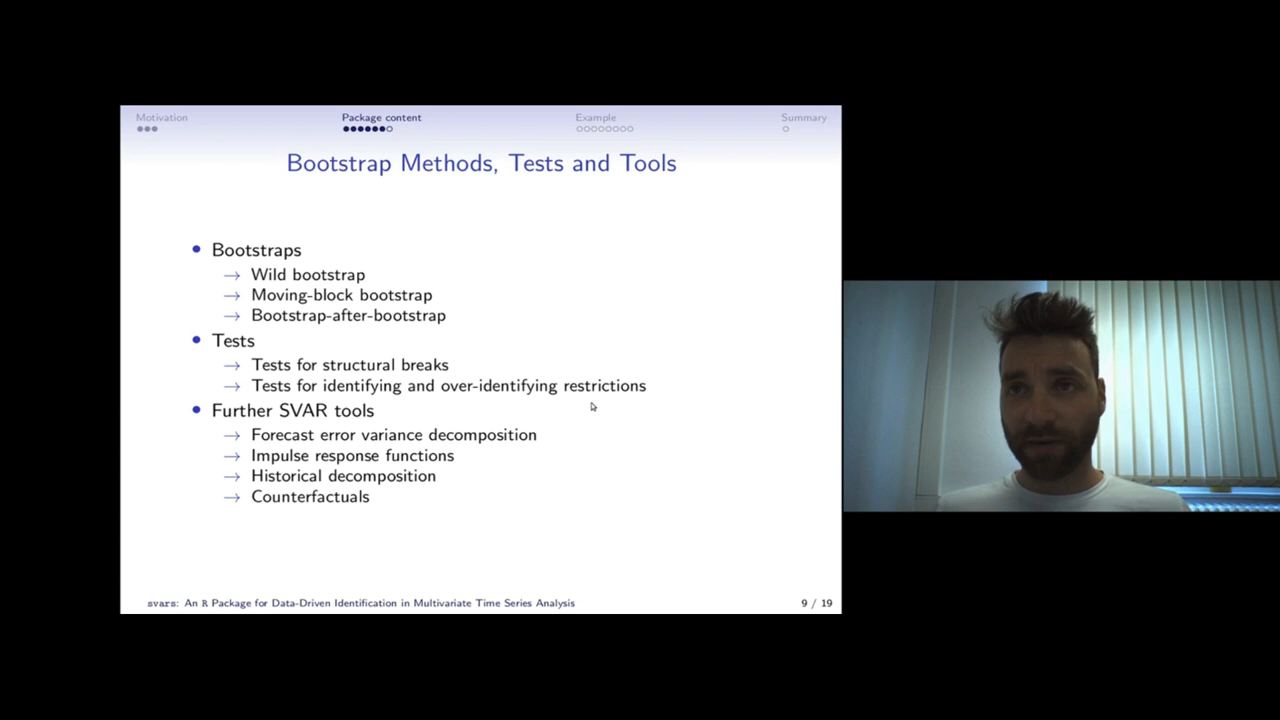 Motivation
Package content
Example
Summary
Bootstrap Methods, Tests and Tools
• Bootstraps
→ Wild bootstrap
→ Moving-block bootstrap
→ Bootstrap-after-bootstrap
• Tests
→ Tests for structural breaks
→ Tests for identifying and over-identifying restrictions
• Further SVAR tools
→ Forecast error variance decomposition
→ Impulse response functions
→ Historical decomposition
→ Counterfactuals
svars: An R Package for Data-Driven Identification in Multivariate Time Series Analysis
9 / 19